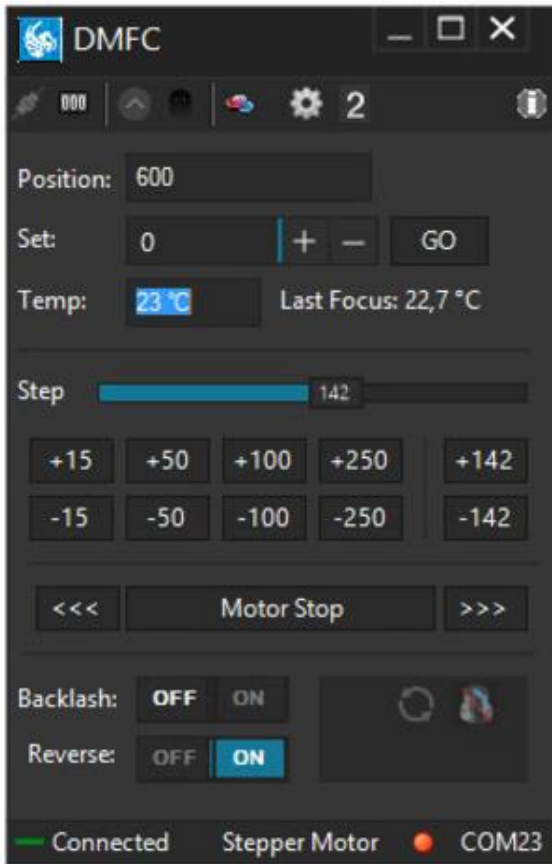 DMFC
000 2
Position: 600
Set: 0 + − GO
Temp: 23 °C Last Focus: 22,7 °C
Step 142
+15 +50 +100 +250 +142
-15 -50 -100 -250 -142
<<< Motor Stop >>>
Backlash: OFF ON
Reverse: OFF ON
Connected Stepper Motor COM23